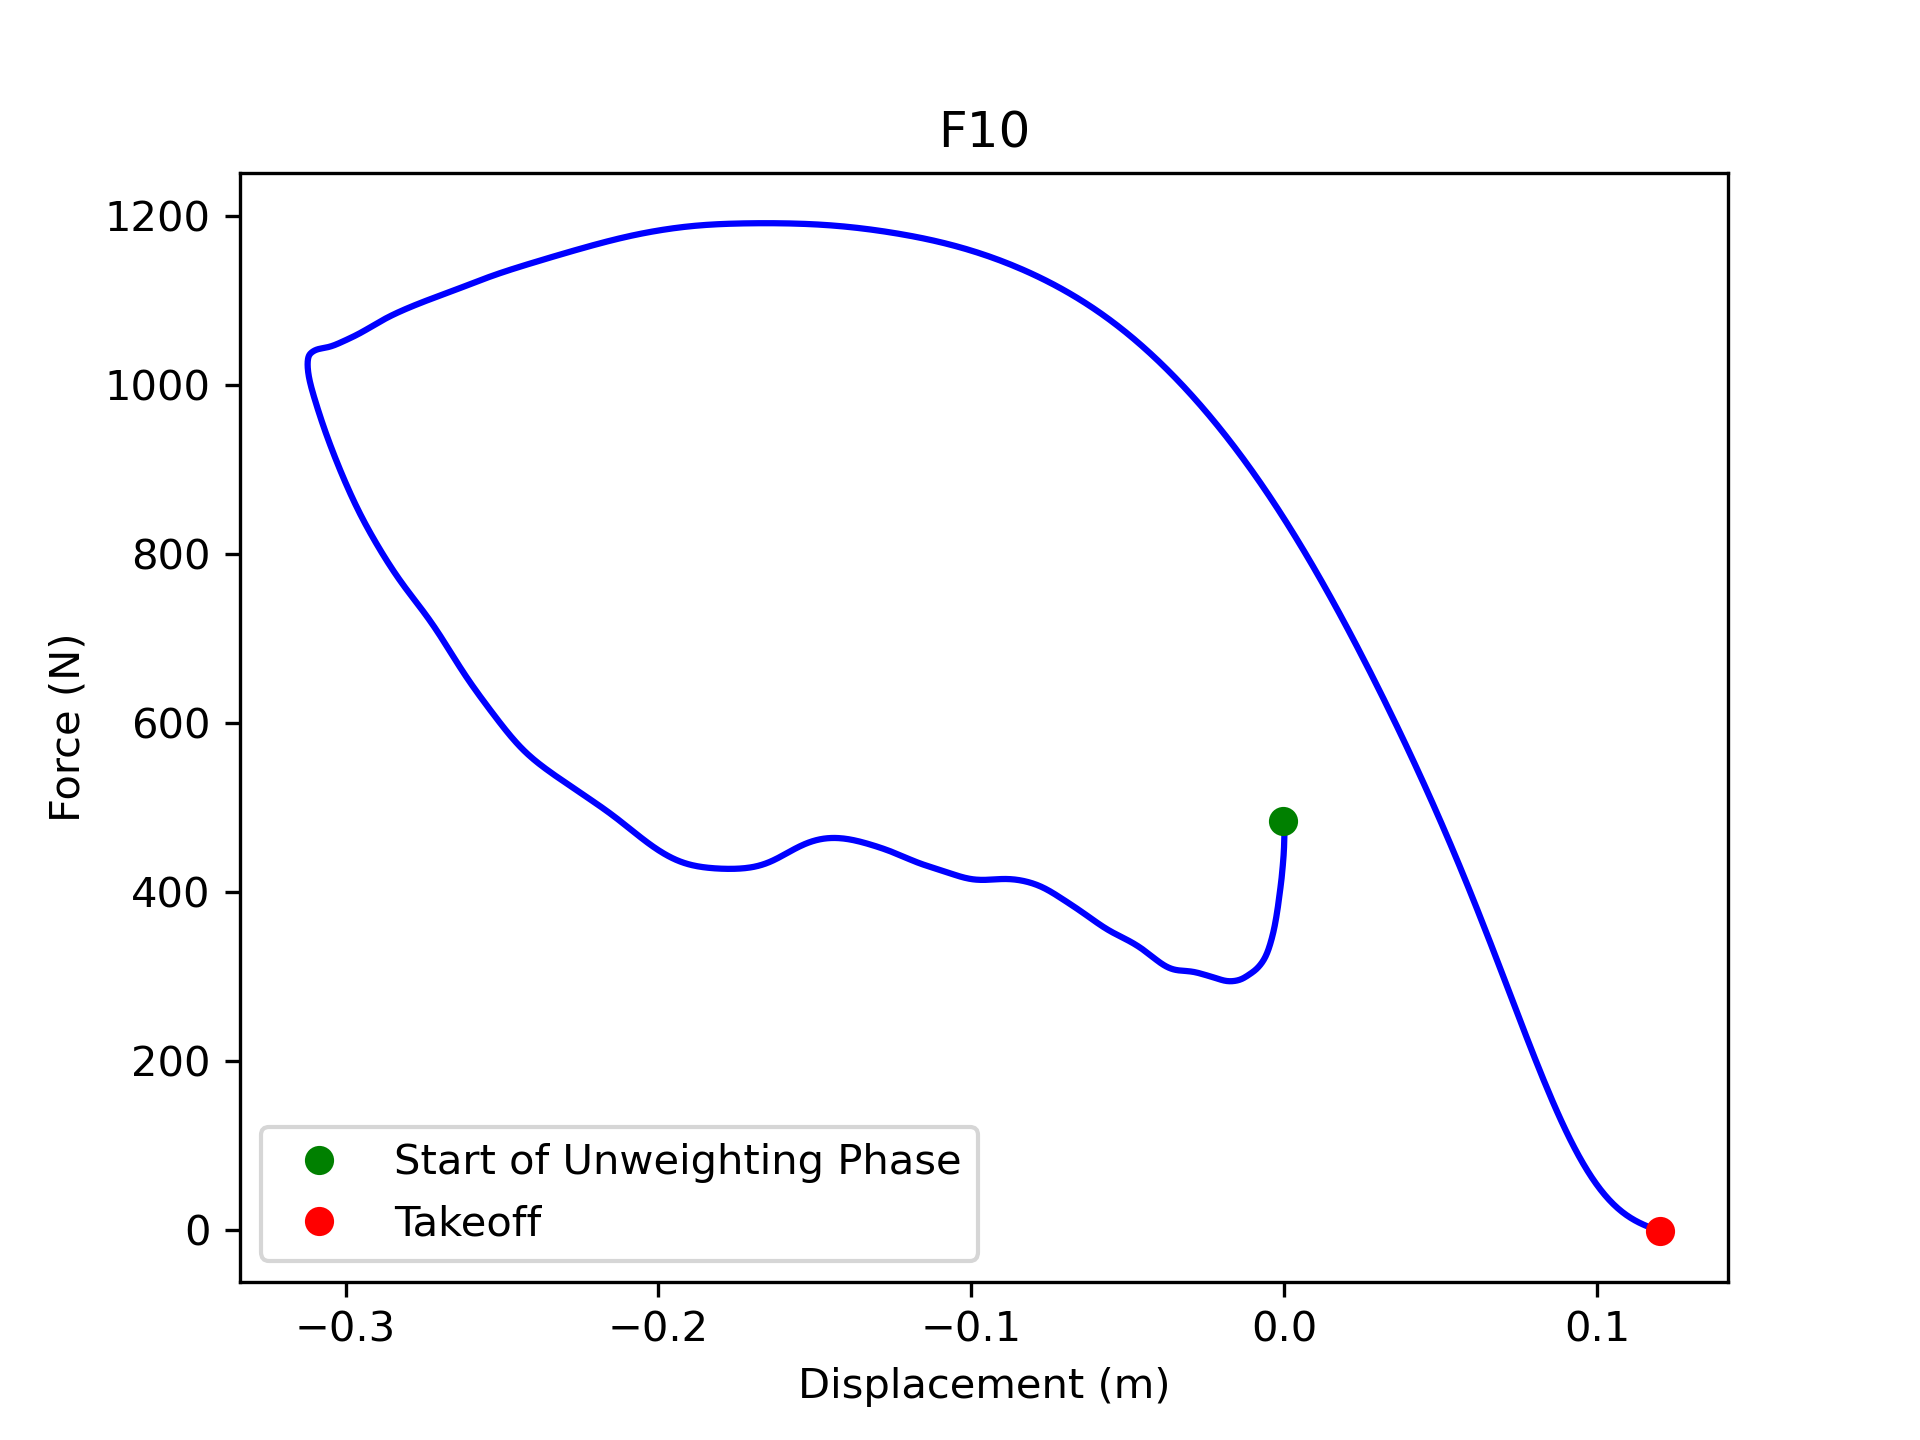 F10
1200
1000
800
600
400
200
0
Force (N)
Start of Unweighting Phase
Takeoff
−0.3 −0.2 −0.1 0.0 0.1
Displacement (m)